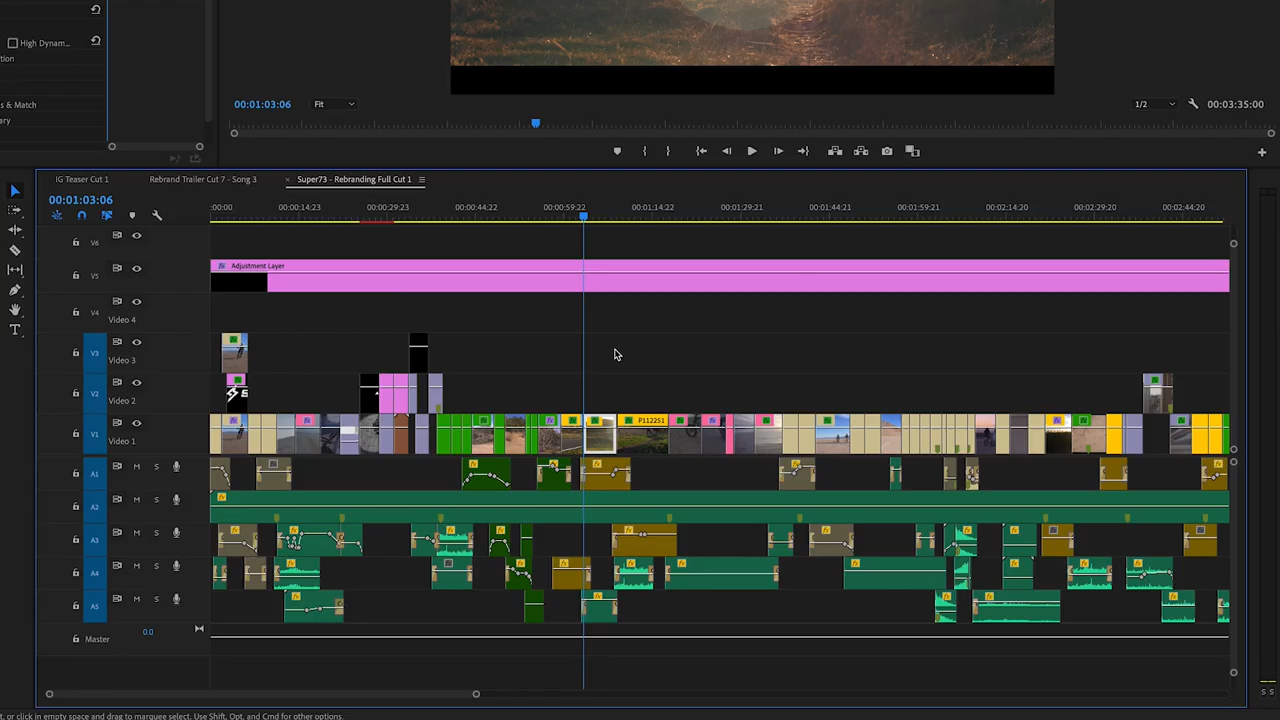 High Dynam...
tion
s & Match
ary
00:01:03:06
Fit
1/2
00:03:35:00
IG Teaser Cut 1
Rebrand Trailer Cut 7 - Song 3
× Super73 - Rebranding Full Cut 1
00:01:03:06
:00:00
00:00:14:23
00:00:29:23
00:00:44:22
00:00:59:22
00:01:14:22
00:01:29:21
00:01:44:21
00:01:59:21
00:02:14:20
00:02:29:20
00:02:44:20
V6
fx Adjustment Layer
V5
V4
Video 4
V3
Video 3
V2
Video 2
V1
Video 1
P112251
A1
M S
A2
M S
A3
M S
A4
M S
A5
M S
Master
0.0
S S
t, or click in empty space and drag to marquee select. Use Shift, Opt, and Cmd for other options.